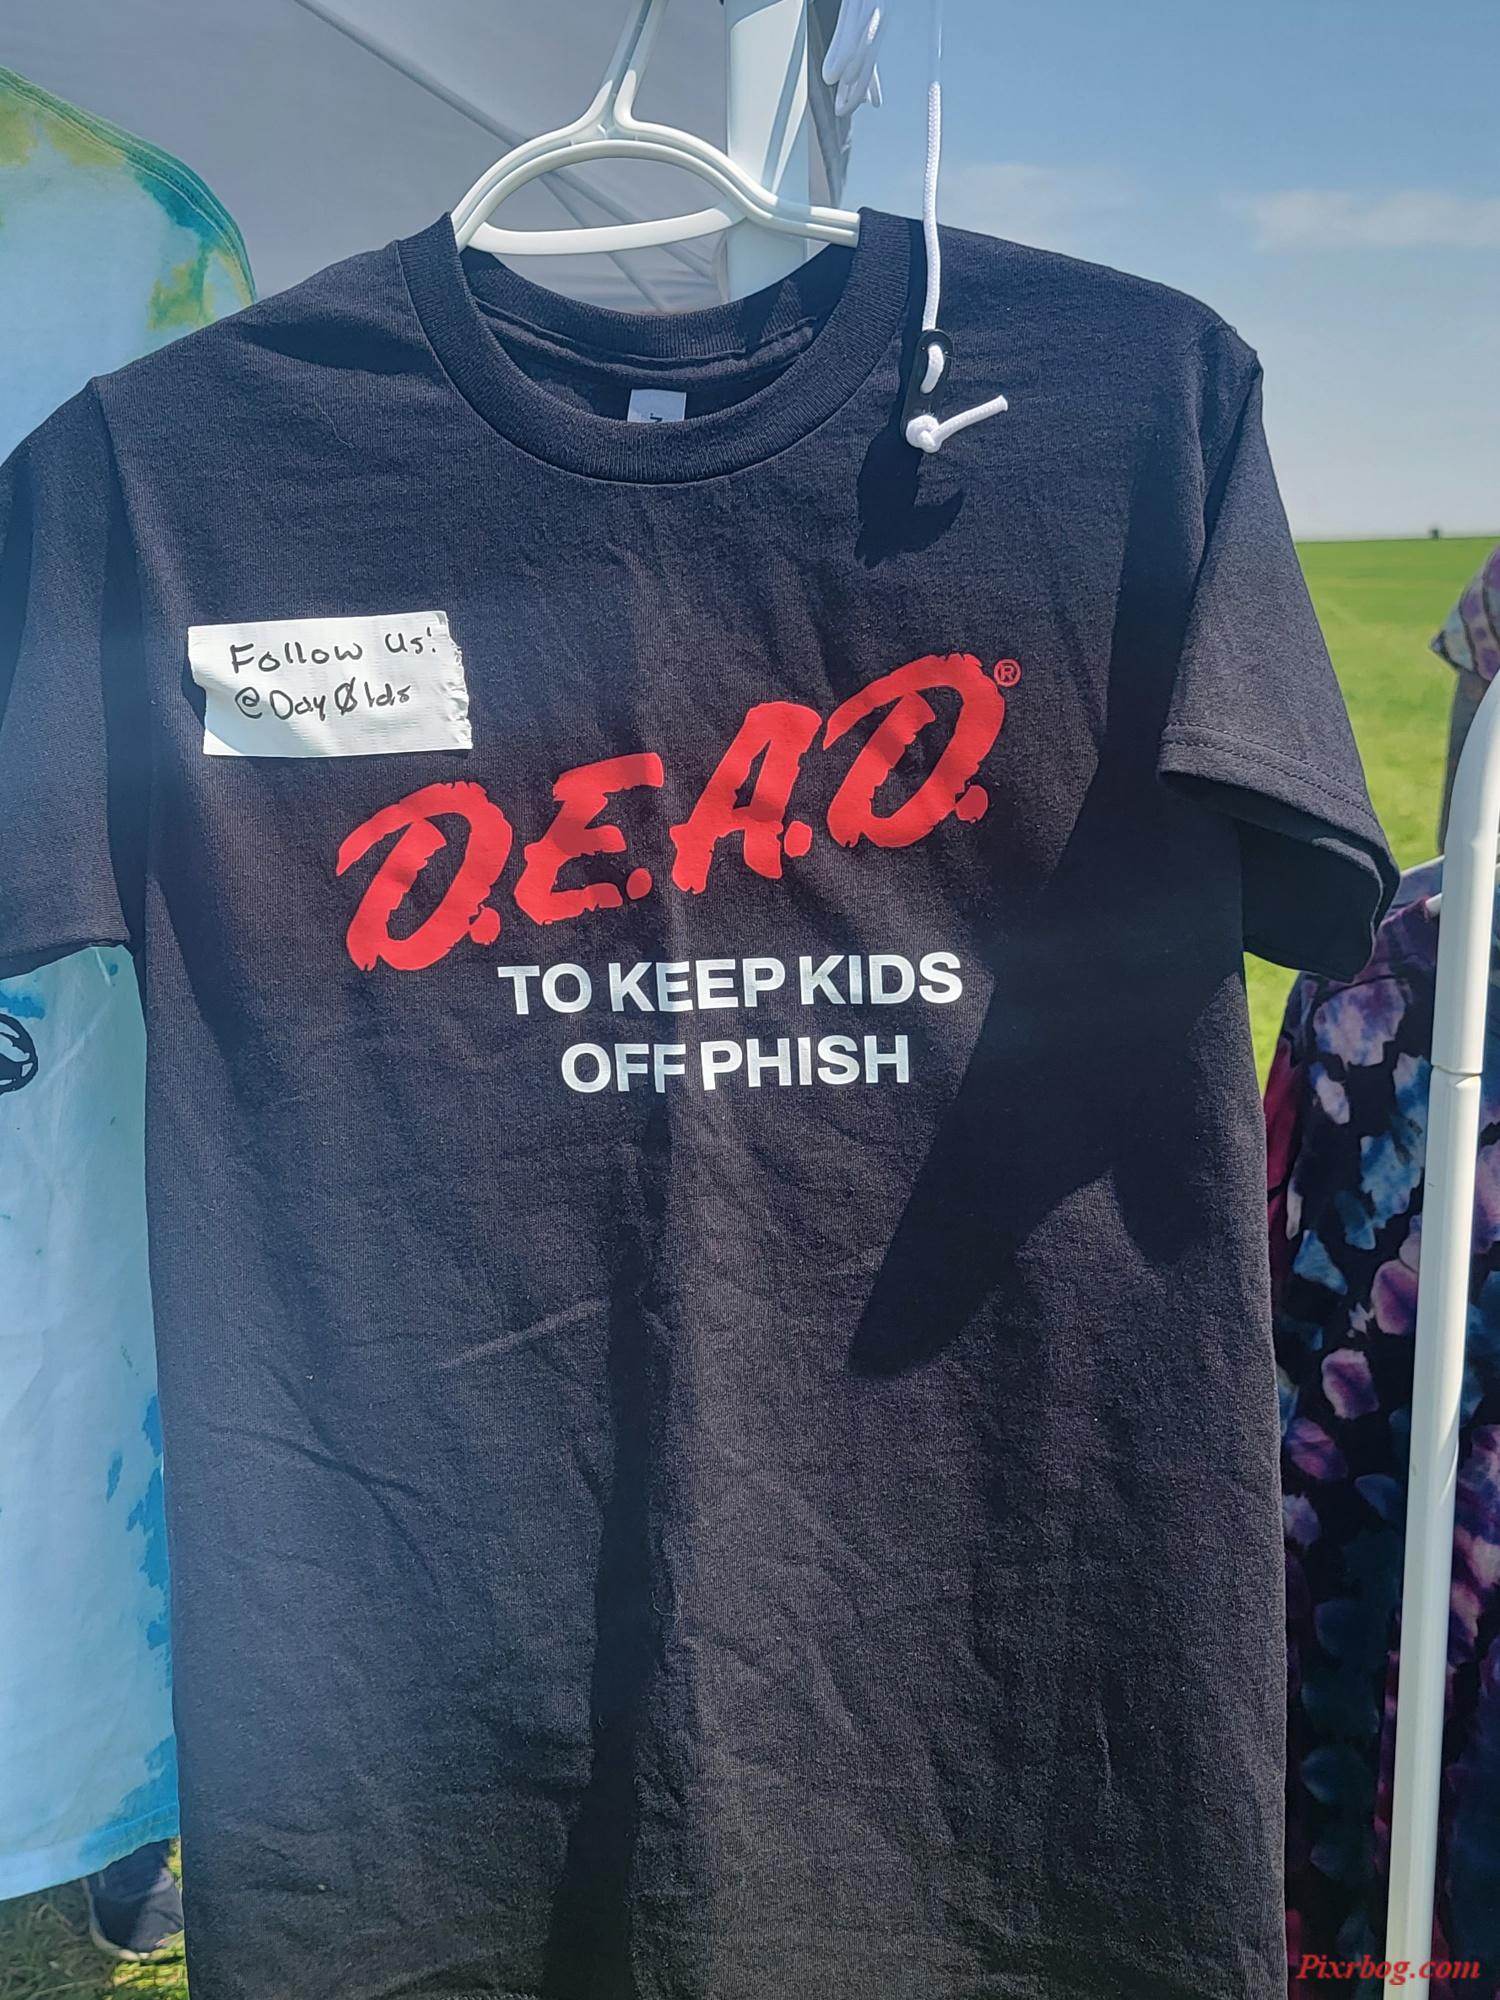 Follow Us!
@DayØlds
D.E.A.D.®
TO KEEP KIDS
OFF PHISH
Pixrbog.com